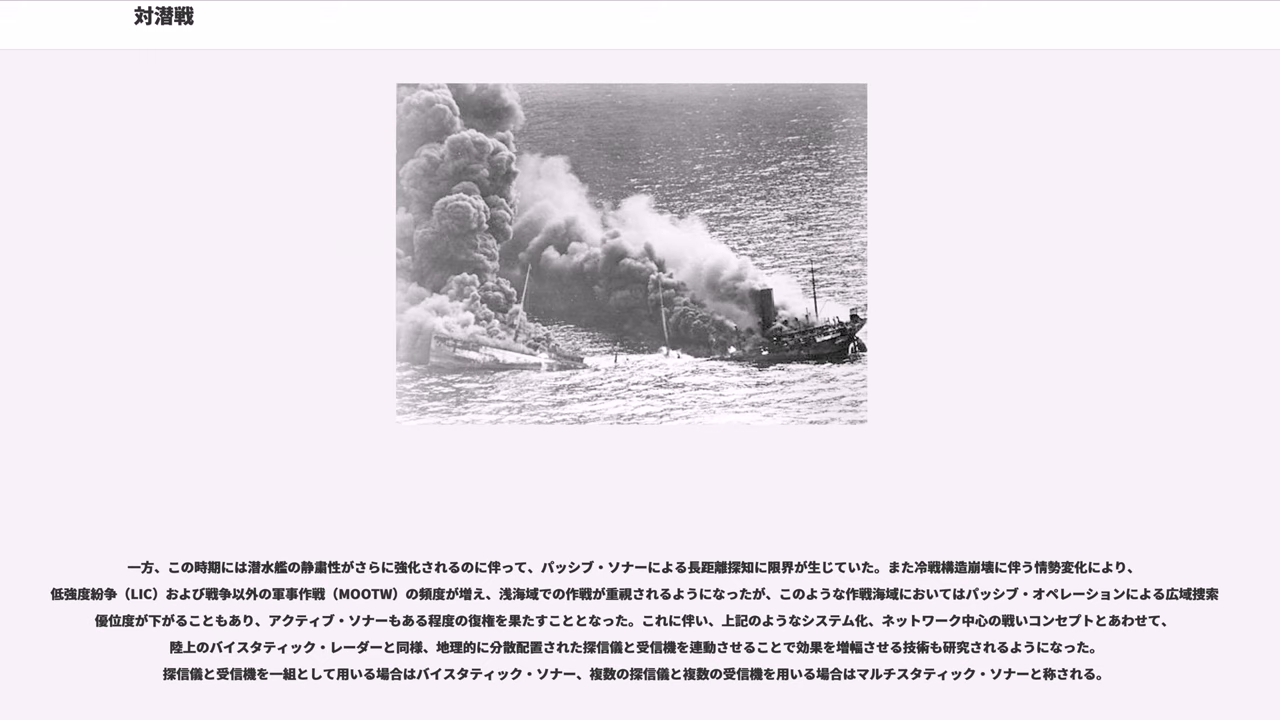 対潜戦
一方、この時期には潜水艦の静粛性がさらに強化されるのに伴って、パッシブ・ソナーによる長距離探知に限界が生じていた。また冷戦構造崩壊に伴う情勢変化により、
低強度紛争（LIC）および戦争以外の軍事作戦（MOOTW）の頻度が増え、浅海域での作戦が重視されるようになったが、このような作戦海域においてはパッシブ・オペレーションによる広域捜索
優位度が下がることもあり、アクティブ・ソナーもある程度の復権を果たすこととなった。これに伴い、上記のようなシステム化、ネットワーク中心の戦いコンセプトとあわせて、
陸上のバイスタティック・レーダーと同様、地理的に分散配置された探信儀と受信機を連動させることで効果を増幅させる技術も研究されるようになった。
探信儀と受信機を一組として用いる場合はバイスタティック・ソナー、複数の探信儀と複数の受信機を用いる場合はマルチスタティック・ソナーと称される。